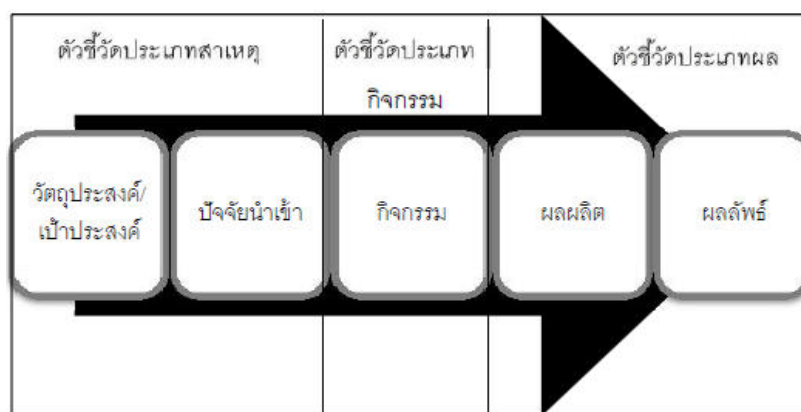 ตัวชี้วัดประเภทสาเหตุ
ตัวชี้วัดประเภท
กิจกรรม
ตัวชี้วัดประเภทผล
วัตถุประสงค์/
เป้าประสงค์
ปัจจัยนำเข้า
กิจกรรม
ผลผลิต
ผลลัพธ์